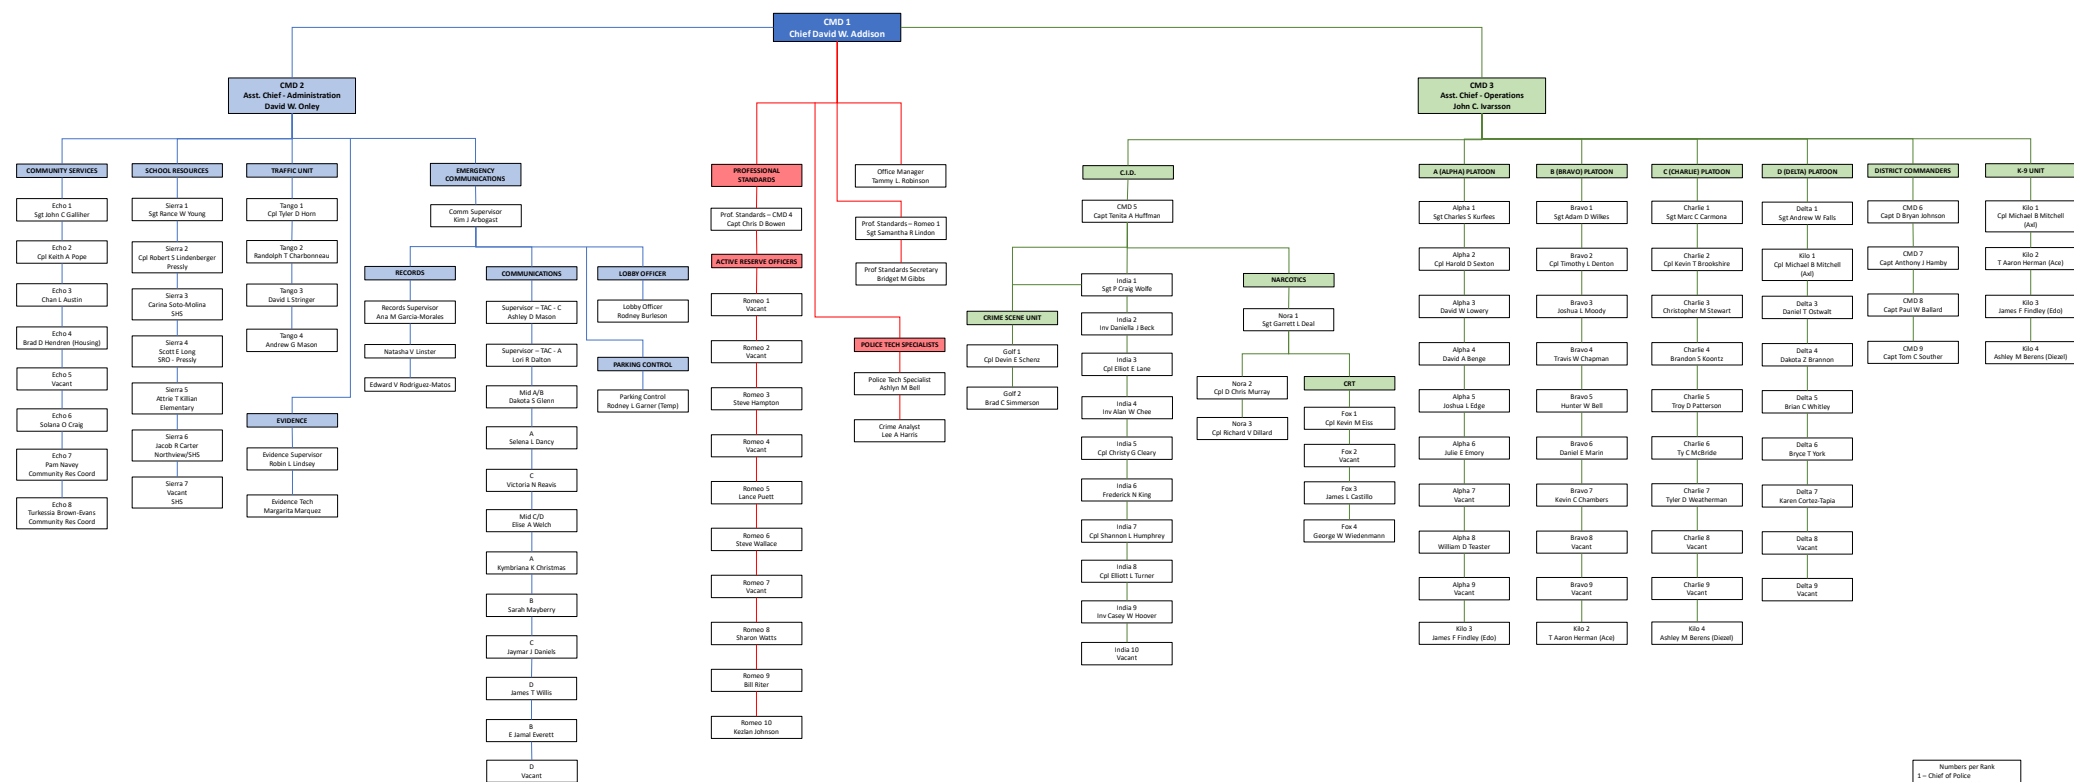 CMD 1
Chief David W. Addison
CMD 2
Asst. Chief - Administration
David W. Onley
CMD 3
Asst. Chief - Operations
John C. Ivarsson
COMMUNITY SERVICES
Echo 1
Sgt John C Galliher
Echo 2
Cpl Keith A Pope
Echo 3
Chan L Austin
Echo 4
Brad D Hendren (Housing)
Echo 5
Vacant
Echo 6
Solana O Craig
Echo 7
Pam Navey
Community Res Coord
Echo 8
Turkessia Brown-Evans
Community Res Coord
SCHOOL RESOURCES
Sierra 1
Sgt Rance W Young
Sierra 2
Cpl Robert S Lindenberger
Pressly
Sierra 3
Carina Soto-Molina
SHS
Sierra 4
Scott E Long
SRO - Pressly
Sierra 5
Attrie T Killian
Elementary
Sierra 6
Jacob R Carter
Northview/SHS
Sierra 7
Vacant
SHS
TRAFFIC UNIT
Tango 1
Cpl Tyler D Horn
Tango 2
Randolph T Charbonneau
Tango 3
David L Stringer
Tango 4
Andrew G Mason
EVIDENCE
Evidence Supervisor
Robin L Lindsey
Evidence Tech
Margarita Marquez
EMERGENCY
COMMUNICATIONS
Comm Supervisor
Kim J Arbogast
RECORDS
Records Supervisor
Ana M Garcia-Morales
Natasha V Linster
Edward V Rodriguez-Matos
COMMUNICATIONS
Supervisor – TAC - C
Ashley D Mason
Supervisor – TAC - A
Lori R Dalton
Mid A/B
Dakota S Glenn
A
Selena L Dancy
C
Victoria N Reavis
Mid C/D
Elise A Welch
A
Kymbriana K Christmas
B
Sarah Mayberry
C
Jaymar J Daniels
D
James T Willis
B
E Jamal Everett
D
Vacant
LOBBY OFFICER
Lobby Officer
Rodney Burleson
PARKING CONTROL
Parking Control
Rodney L Garner (Temp)
PROFESSIONAL
STANDARDS
Prof. Standards – CMD 4
Capt Chris D Bowen
ACTIVE RESERVE OFFICERS
Romeo 1
Vacant
Romeo 2
Vacant
Romeo 3
Steve Hampton
Romeo 4
Vacant
Romeo 5
Lance Puett
Romeo 6
Steve Wallace
Romeo 7
Vacant
Romeo 8
Sharon Watts
Romeo 9
Bill Riter
Romeo 10
Kezlan Johnson
Office Manager
Tammy L. Robinson
Prof. Standards – Romeo 1
Sgt Samantha R Lindon
Prof Standards Secretary
Bridget M Gibbs
POLICE TECH SPECIALISTS
Police Tech Specialist
Ashlyn M Bell
Crime Analyst
Lee A Harris
C.I.D.
CMD 5
Capt Tenita A Huffman
CRIME SCENE UNIT
Golf 1
Cpl Devin E Schenz
Golf 2
Brad C Simmerson
India 1
Sgt P Craig Wolfe
India 2
Inv Daniella J Beck
India 3
Cpl Elliot E Lane
India 4
Inv Alan W Chee
India 5
Cpl Christy G Cleary
India 6
Frederick N King
India 7
Cpl Shannon L Humphrey
India 8
Cpl Elliott L Turner
India 9
Inv Casey W Hoover
India 10
Vacant
NARCOTICS
Nora 1
Sgt Garrett L Deal
Nora 2
Cpl D Chris Murray
Nora 3
Cpl Richard V Dillard
CRT
Fox 1
Cpl Kevin M Eiss
Fox 2
Vacant
Fox 3
James L Castillo
Fox 4
George W Wiedenmann
A (ALPHA) PLATOON
Alpha 1
Sgt Charles S Kurfees
Alpha 2
Cpl Harold D Sexton
Alpha 3
David W Lowery
Alpha 4
David A Benge
Alpha 5
Joshua L Edge
Alpha 6
Julie E Emory
Alpha 7
Vacant
Alpha 8
William D Teaster
Alpha 9
Vacant
Kilo 3
James F Findley (Edo)
B (BRAVO) PLATOON
Bravo 1
Sgt Adam D Wilkes
Bravo 2
Cpl Timothy L Denton
Bravo 3
Joshua L Moody
Bravo 4
Travis W Chapman
Bravo 5
Hunter W Bell
Bravo 6
Daniel E Marin
Bravo 7
Kevin C Chambers
Bravo 8
Vacant
Bravo 9
Vacant
Kilo 2
T Aaron Herman (Ace)
C (CHARLIE) PLATOON
Charlie 1
Sgt Marc C Carmona
Charlie 2
Cpl Kevin T Brookshire
Charlie 3
Christopher M Stewart
Charlie 4
Brandon S Koontz
Charlie 5
Troy D Patterson
Charlie 6
Ty C McBride
Charlie 7
Tyler D Weatherman
Charlie 8
Vacant
Charlie 9
Vacant
Kilo 4
Ashley M Berens (Diezel)
D (DELTA) PLATOON
Delta 1
Sgt Andrew W Falls
Kilo 1
Cpl Michael B Mitchell
(Axl)
Delta 3
Daniel T Ostwalt
Delta 4
Dakota Z Brannon
Delta 5
Brian C Whitley
Delta 6
Bryce T York
Delta 7
Karen Cortez-Tapia
Delta 8
Vacant
Delta 9
Vacant
DISTRICT COMMANDERS
CMD 6
Capt D Bryan Johnson
CMD 7
Capt Anthony J Hamby
CMD 8
Capt Paul W Ballard
CMD 9
Capt Tom C Souther
K-9 UNIT
Kilo 1
Cpl Michael B Mitchell
(Axl)
Kilo 2
T Aaron Herman (Ace)
Kilo 3
James F Findley (Edo)
Kilo 4
Ashley M Berens (Diezel)
Numbers per Rank
1 – Chief of Police